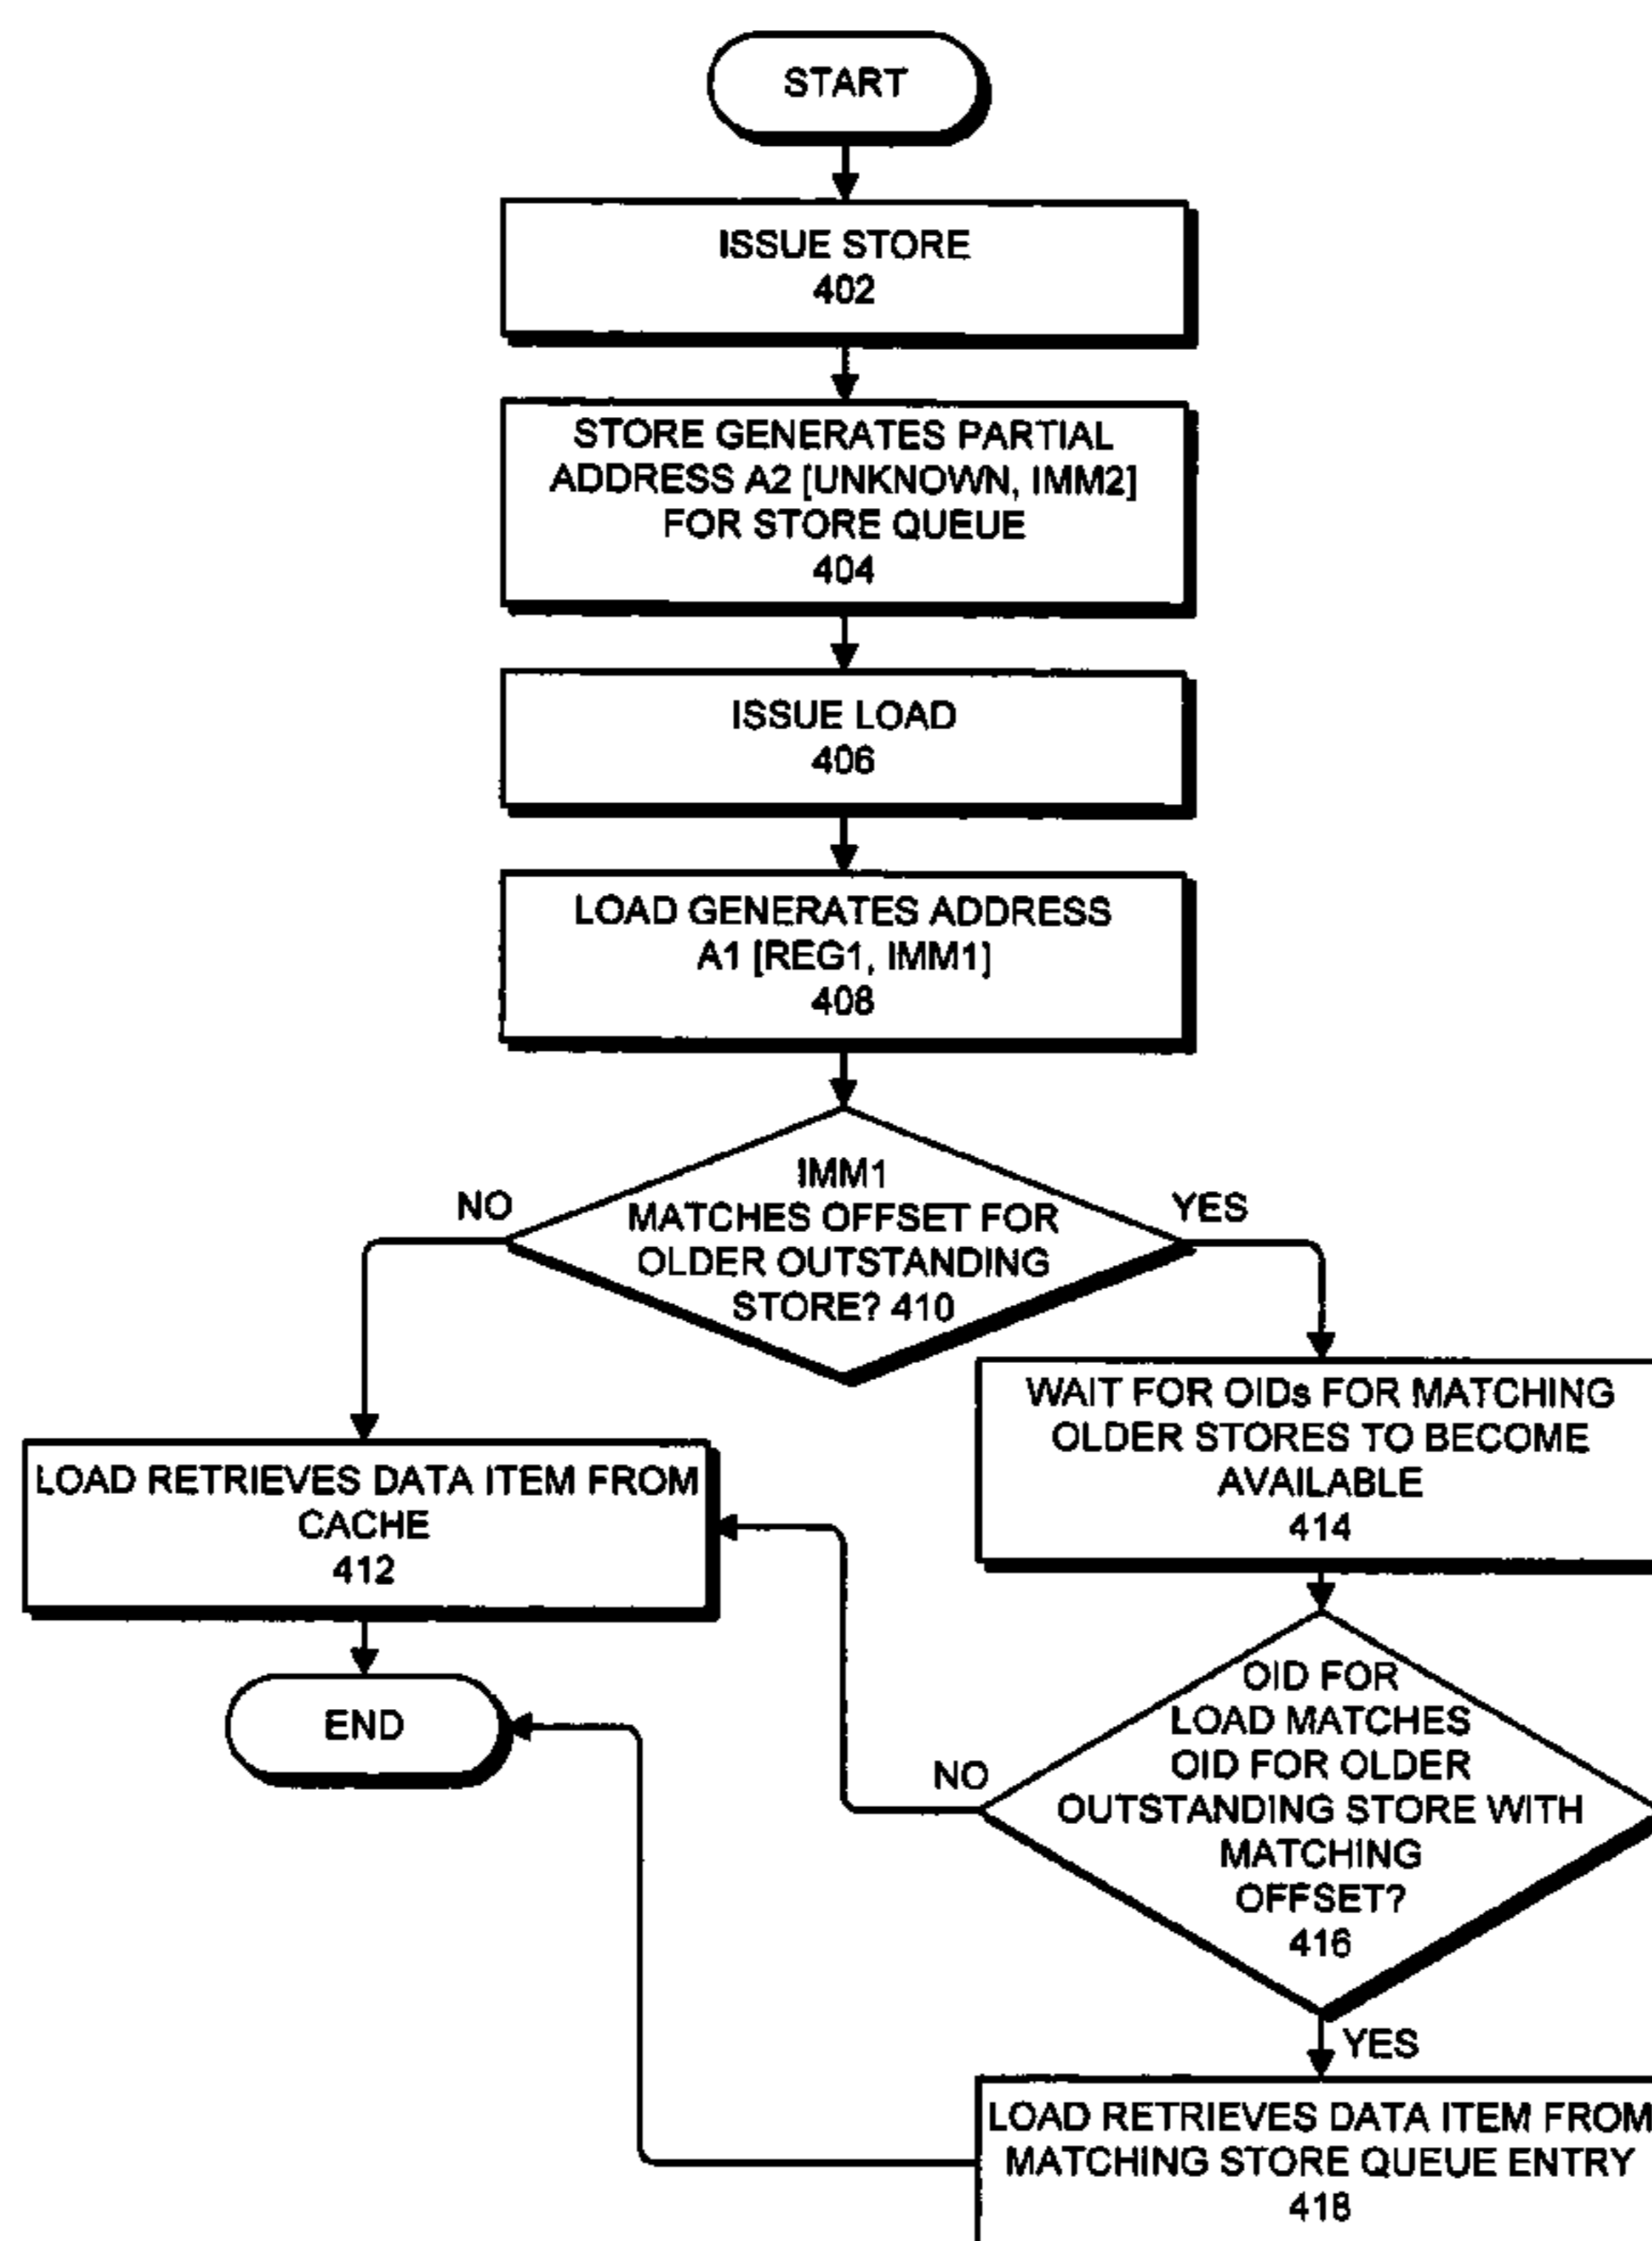 START
ISSUE STORE
402
STORE GENERATES PARTIAL
ADDRESS A2 [UNKNOWN, IMM2]
FOR STORE QUEUE
404
ISSUE LOAD
406
LOAD GENERATES ADDRESS
A1 [REG1, IMM1]
408
IMM1
MATCHES OFFSET FOR
OLDER OUTSTANDING
STORE? 410
NO
YES
LOAD RETRIEVES DATA ITEM FROM
CACHE
412
END
WAIT FOR OIDs FOR MATCHING
OLDER STORES TO BECOME
AVAILABLE
414
OID FOR
LOAD MATCHES
OID FOR OLDER
OUTSTANDING STORE WITH
MATCHING
OFFSET?
416
NO
YES
LOAD RETRIEVES DATA ITEM FROM
MATCHING STORE QUEUE ENTRY
418